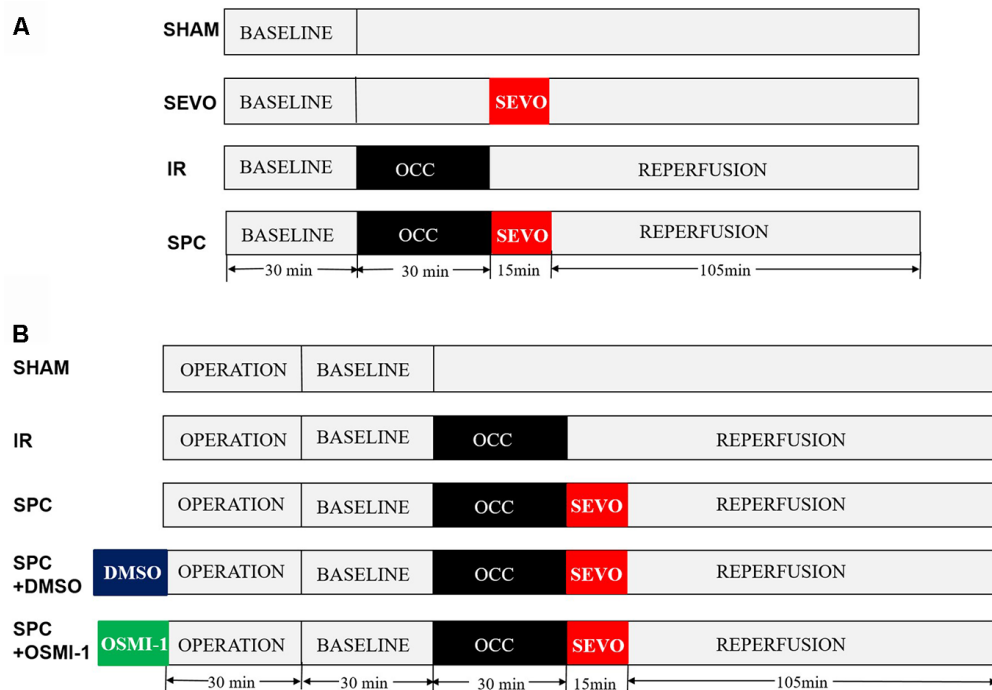 A
SHAM BASELINE
SEVO BASELINE SEVO
IR BASELINE OCC REPERFUSION
SPC BASELINE OCC SEVO REPERFUSION
30 min 30 min 15min 105min
B
SHAM OPERATION BASELINE
IR OPERATION BASELINE OCC REPERFUSION
SPC OPERATION BASELINE OCC SEVO REPERFUSION
SPC
+DMSO DMSO OPERATION BASELINE OCC SEVO REPERFUSION
SPC
+OSMI-1 OSMI-1 OPERATION BASELINE OCC SEVO REPERFUSION
30 min 30 min 30 min 15min 105min